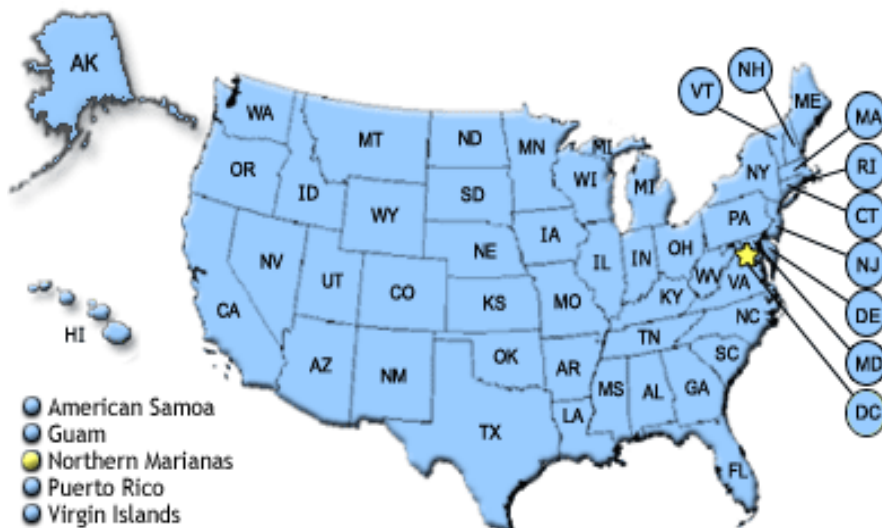 AK
NH
VT
ME
WA
MA
MT
ND
MN
MI
OR
RI
NY
WI
MI
ID
SD
CT
WY
PA
IA
NE
OH
NJ
NV
IL
IN
UT
WV
VA
CO
KY
CA
KS
MO
DE
NC
HI
TN
OK
SC
MD
AZ
NM
AR
MS
AL
GA
DC
LA
TX
FL
American Samoa
Guam
Northern Marianas
Puerto Rico
Virgin Islands